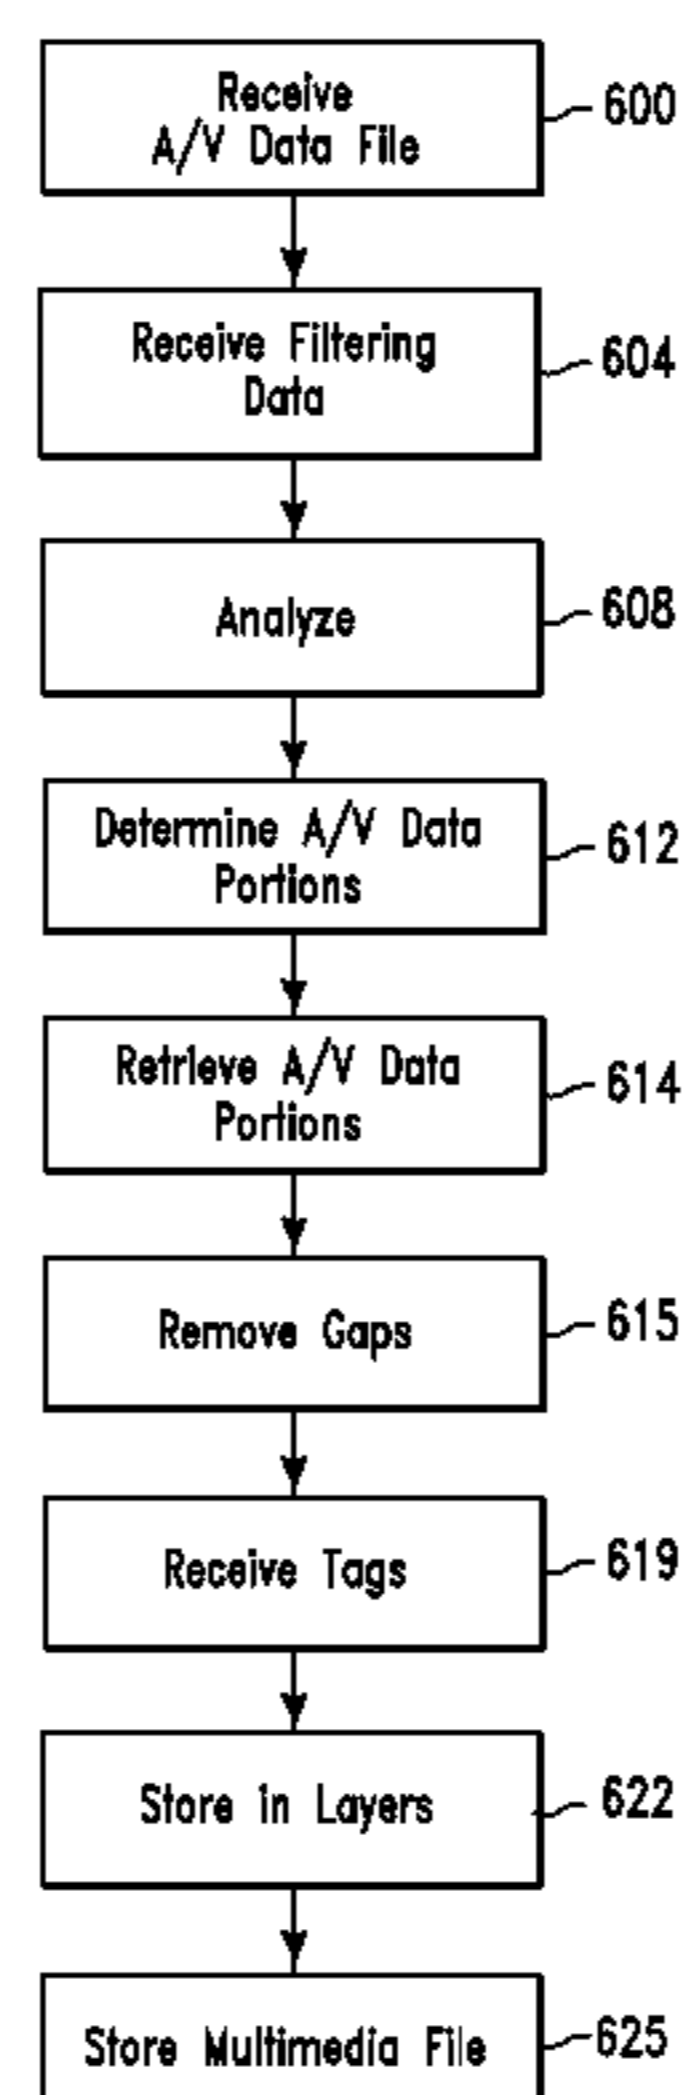 Receive
A/V Data File
600
Receive Filtering
Data
604
Analyze
608
Determine A/V Data
Portions
612
Retrieve A/V Data
Portions
614
Remove Gaps
615
Receive Tags
619
Store in Layers
622
Store Multimedia File
625